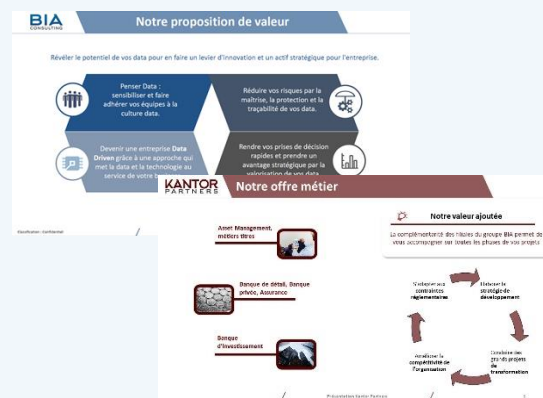 BIA
CONSULTING
Notre proposition de valeur
Révéler le potentiel de vos data pour en faire un levier d'innovation et un actif stratégique pour l'entreprise.
Penser Data :
sensibiliser et faire
adhérer vos équipes à la
culture data.
Réduire vos risques par la
maîtrise, la protection et la
traçabilité de vos data.
Devenir une entreprise Data
Driven grâce à une approche qui
met la data et la technologie au
service de votre
Rendre vos prises de décision
rapides et prendre un
avantage stratégique par la
valorisation de vos data
Classification : Confidentiel
KANTOR
PARTNERS
Notre offre métier
Asset Management,
métiers titres
Banque de détail, Banque
privée, Assurance
Banque
d'investissement
Notre valeur ajoutée
La complémentarité des filiales du groupe BIA permet de
vous accompagner sur toutes les phases de vos projets
S'adapter aux
contraintes
réglementaires
Elaborer la
stratégie de
développement
Améliorer la
compétitivité de
l'organisation
Conduire des
grands projets
de
transformation
Présentation Kantor Partners